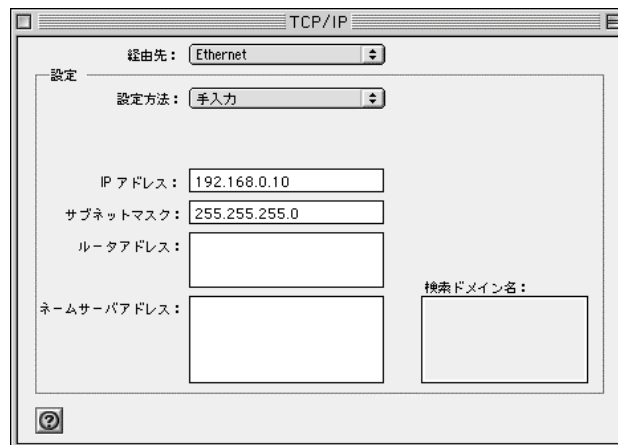 TCP/IP
経由先： Ethernet
設定
設定方法： 手入力
IP アドレス： 192.168.0.10
サブネットマスク： 255.255.255.0
ルータアドレス：
検索ドメイン名：
ネームサーバアドレス：
?